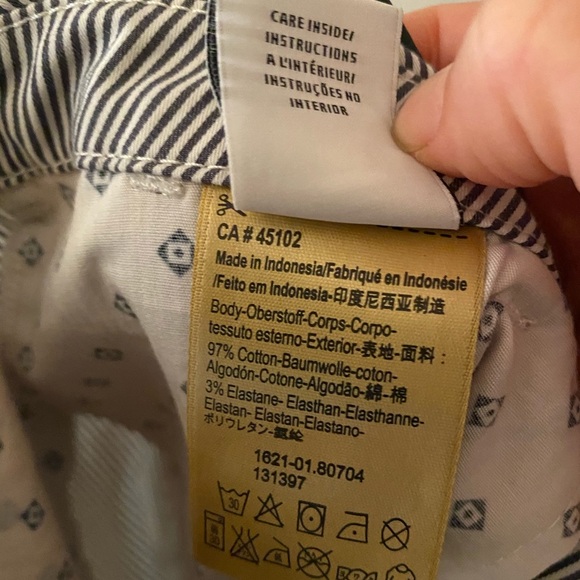 CARE INSIDE/
INSTRUCTIONS
A L'INTÉRIEUR/
INSTRUÇÕES NO
INTERIOR
CA # 45102
Made in Indonesia/Fabriqué en Indonésie
/Feito em Indonesia-印度尼西亚制造
Body-Oberstoff-Corps-Corpo-
tessuto esterno-Exterior-表地-面料:
97% Cotton-Baumwolle-coton-
Algodón-Cotone-Algodão-綿-棉
3% Elastane- Elasthan-Elasthanne-
Elastan- Elastan-Elastano-
ポリウレタン-氨纶
1621-01.80704
131397
30
30